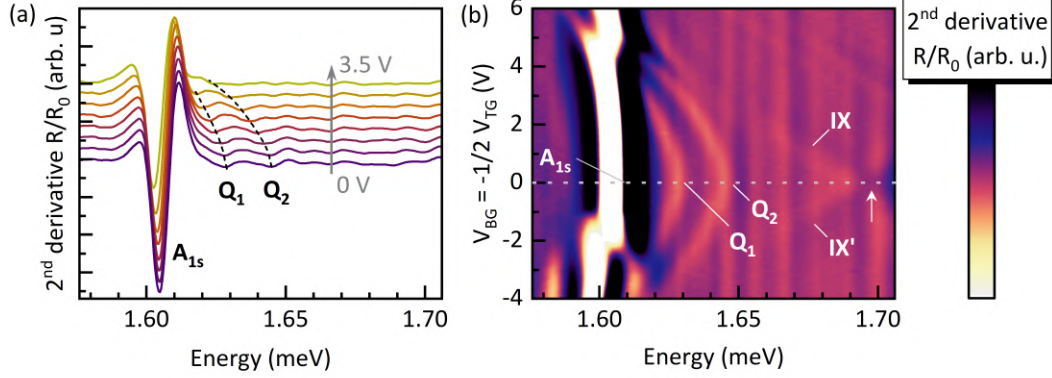 (a)
2nd derivative R/R0 (arb. u)
3.5 V
0 V
Q1 Q2
A1s
1.60 1.65 1.70
Energy (meV)
(b)
VBG = -1/2 VTG (V)
6
4
2
0
-2
-4
A1s
IX
Q2
Q1
IX'
1.60 1.65 1.70
Energy (meV)
2nd derivative
R/R0 (arb. u.)